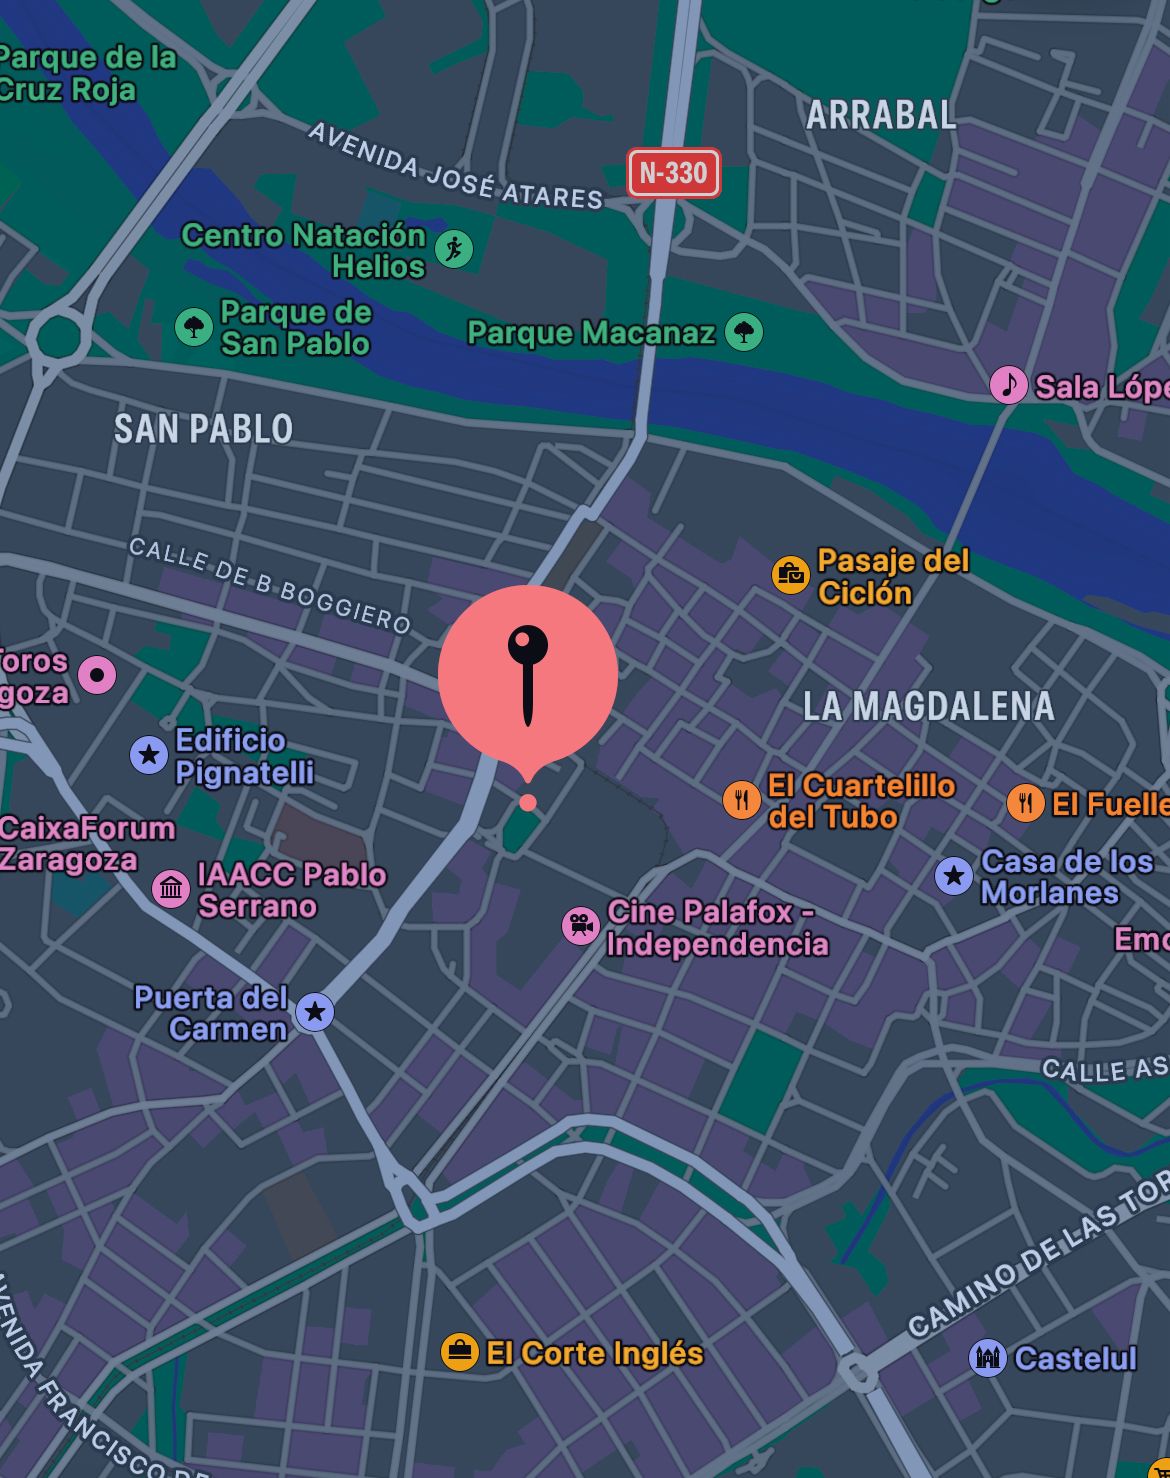 Parque de la
Cruz Roja
ARRABAL
AVENIDA JOSÉ ATARES
N-330
Centro Natación
Helios
Parque de
San Pablo
Parque Macanaz
Sala Lópe
SAN PABLO
CALLE DE B BOGGIERO
Pasaje del
Ciclón
toros
goza
LA MAGDALENA
Edificio
Pignatelli
El Cuartelillo
del Tubo
El Fuelle
CaixaForum
Zaragoza
IAACC Pablo
Serrano
Casa de los
Morlanes
Cine Palafox -
Independencia
Emo
Puerta del
Carmen
CALLE AS
CAMINO DE LAS TOR
AVENIDA FRANCISCO DE
El Corte Inglés
Castelul